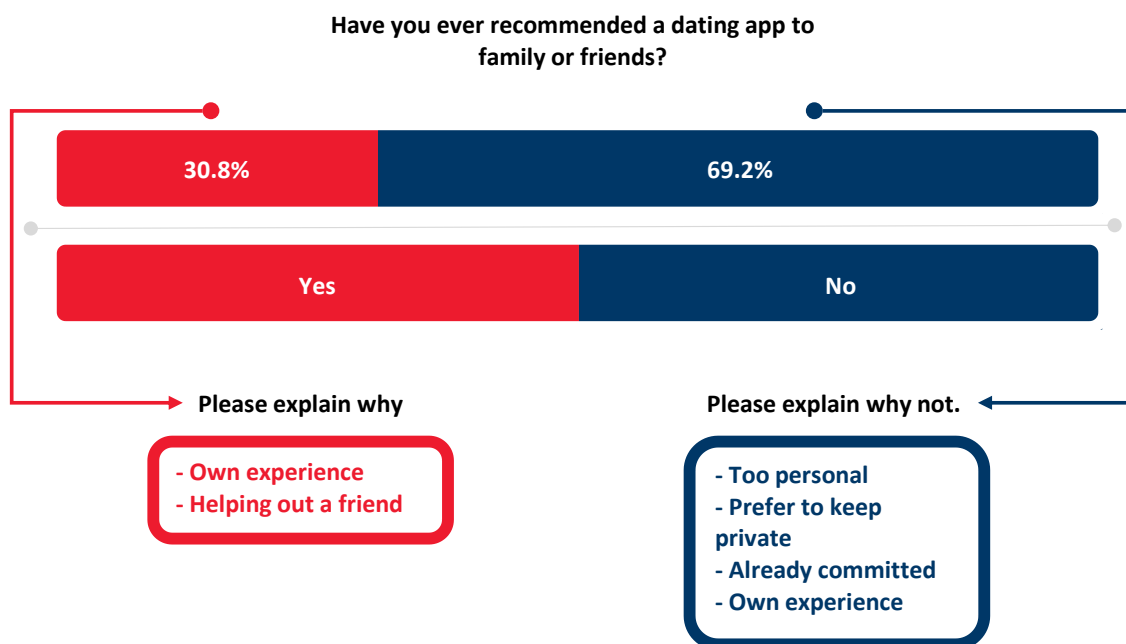 Have you ever recommended a dating app to
family or friends?
30.8%
69.2%
Yes
No
Please explain why
- Own experience
- Helping out a friend
Please explain why not.
- Too personal
- Prefer to keep
private
- Already committed
- Own experience